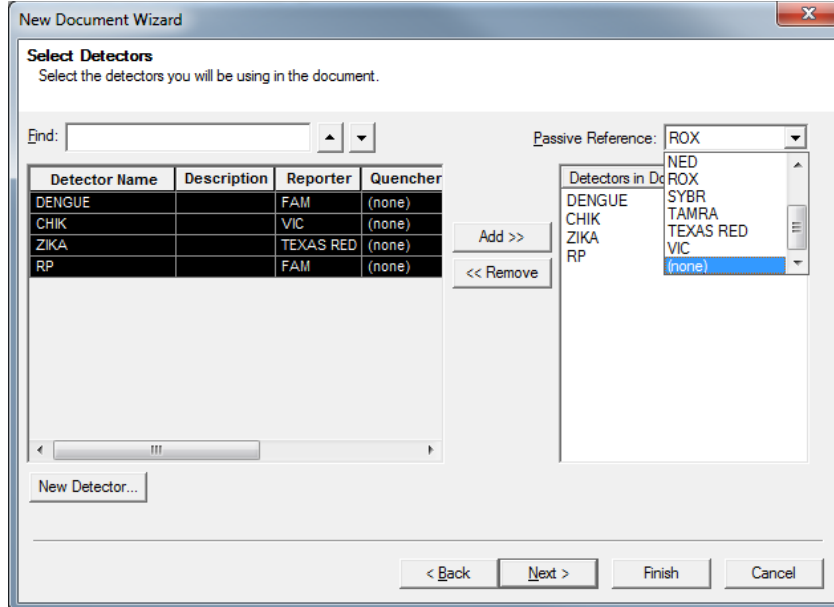 New Document Wizard
Select Detectors
Select the detectors you will be using in the document.
Find:
Passive Reference: ROX
NED
ROX
SYBR
TAMRA
TEXAS RED
VIC
(none)
Detector Name Description Reporter Quencher
DENGUE FAM (none)
CHIK VIC (none)
ZIKA TEXAS RED (none)
RP FAM (none)
Add >>
<< Remove
Detectors in Do
DENGUE
CHIK
ZIKA
RP
New Detector...
< Back Next > Finish Cancel